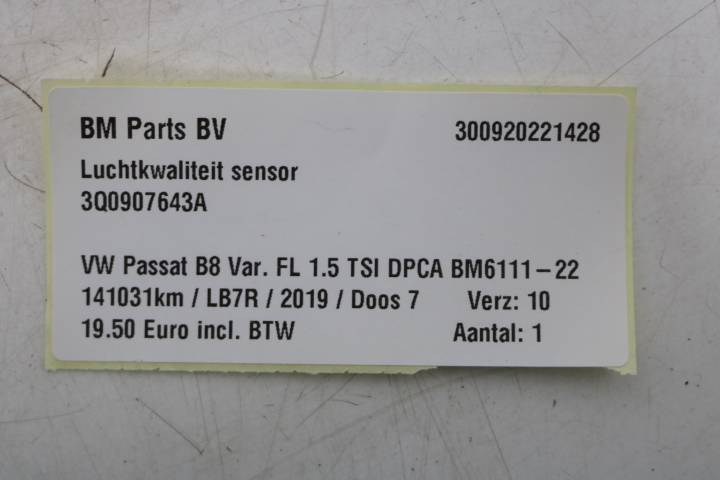 BM Parts BV 300920221428
Luchtkwaliteit sensor
3Q0907643A
VW Passat B8 Var. FL 1.5 TSI DPCA BM6111-22
141031km / LB7R / 2019 / Doos 7 Verz: 10
19.50 Euro incl. BTW Aantal: 1